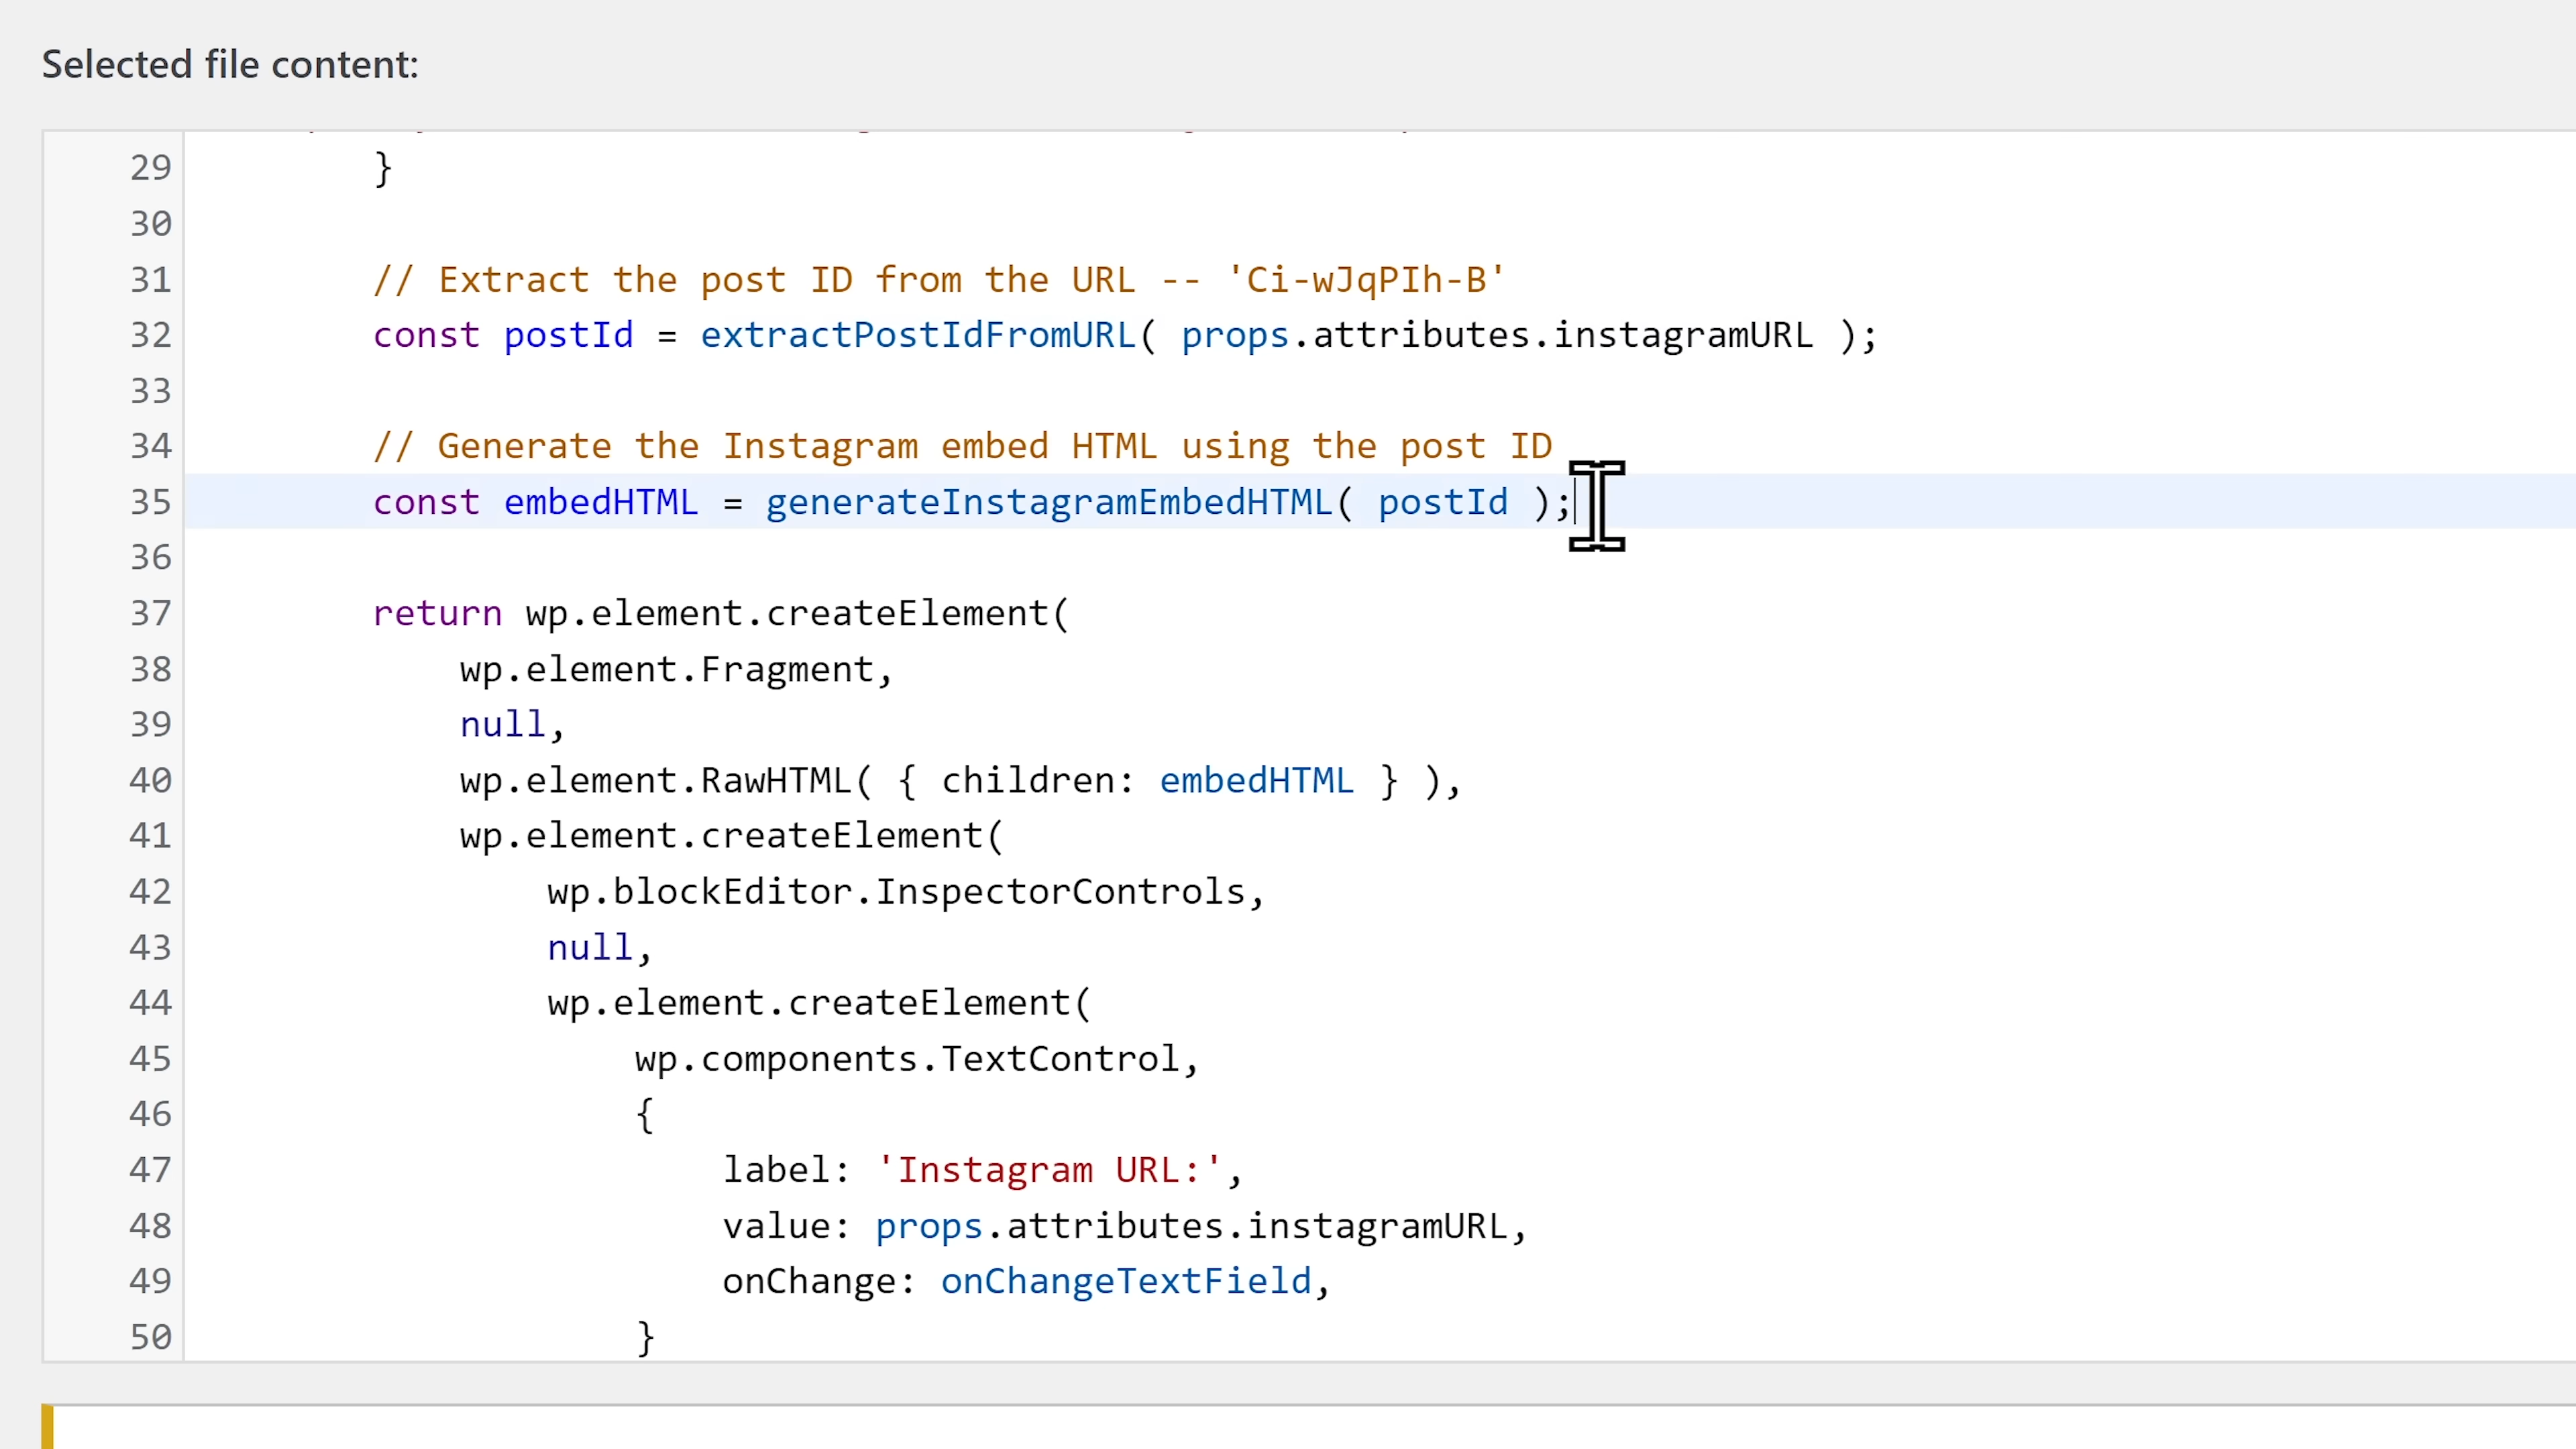 Selected file content:
29 }
30
31 // Extract the post ID from the URL -- 'Ci-wJqPIh-B'
32 const postId = extractPostIdFromURL( props.attributes.instagramURL );
33
34 // Generate the Instagram embed HTML using the post ID
35 const embedHTML = generateInstagramEmbedHTML( postId );
36
37 return wp.element.createElement(
38 wp.element.Fragment,
39 null,
40 wp.element.RawHTML( { children: embedHTML } ),
41 wp.element.createElement(
42 wp.blockEditor.InspectorControls,
43 null,
44 wp.element.createElement(
45 wp.components.TextControl,
46 {
47 label: 'Instagram URL:',
48 value: props.attributes.instagramURL,
49 onChange: onChangeTextField,
50 }